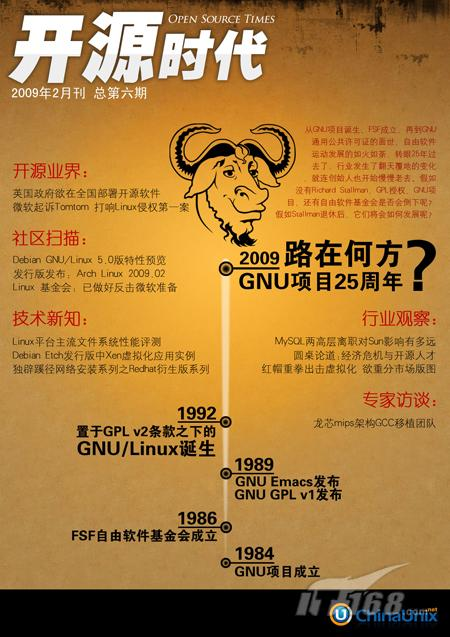 开源时代
OPEN SOURCE TIMES
2009年2月刊 总第六期
从GNU项目诞生、FSF成立，再到GNU
通用公共许可证的面世，自由软件
运动发展的如火如荼，转眼25年过
去了，行业发生了翻天覆地的变化
就连创始人也开始慢慢老去，假如
没有Richard Stallman、GPL授权、GNU项
目，还有自由软件基金会是否会倒下呢？
假如Stallman退休后，它们将会如何发展呢？
开源业界：
英国政府欲在全国部署开源软件
微软起诉Tomtom 打响Linux侵权第一案
社区扫描：
Debian GNU/Linux 5.0版特性预览
发行版发布：Arch Linux 2009.02
Linux 基金会：已做好反击微软准备
技术新知：
Linux平台主流文件系统性能评测
Debian Etch发行版中Xen虚拟化应用实例
独辟蹊径网络安装系列之Redhat衍生版系列
2009 路在何方？
GNU项目25周年
行业观察：
MySQL两高层离职对Sun影响有多远
圆桌论道：经济危机与开源人才
红帽重拳出击虚拟化 欲重分市场版图
专家访谈：
龙芯mips架构GCC移植团队
1992
置于GPL v2条款之下的
GNU/Linux诞生
1989
GNU Emacs发布
GNU GPL v1发布
1986
FSF自由软件基金会成立
1984
GNU项目成立
IT168.com
ChinaUnix.net